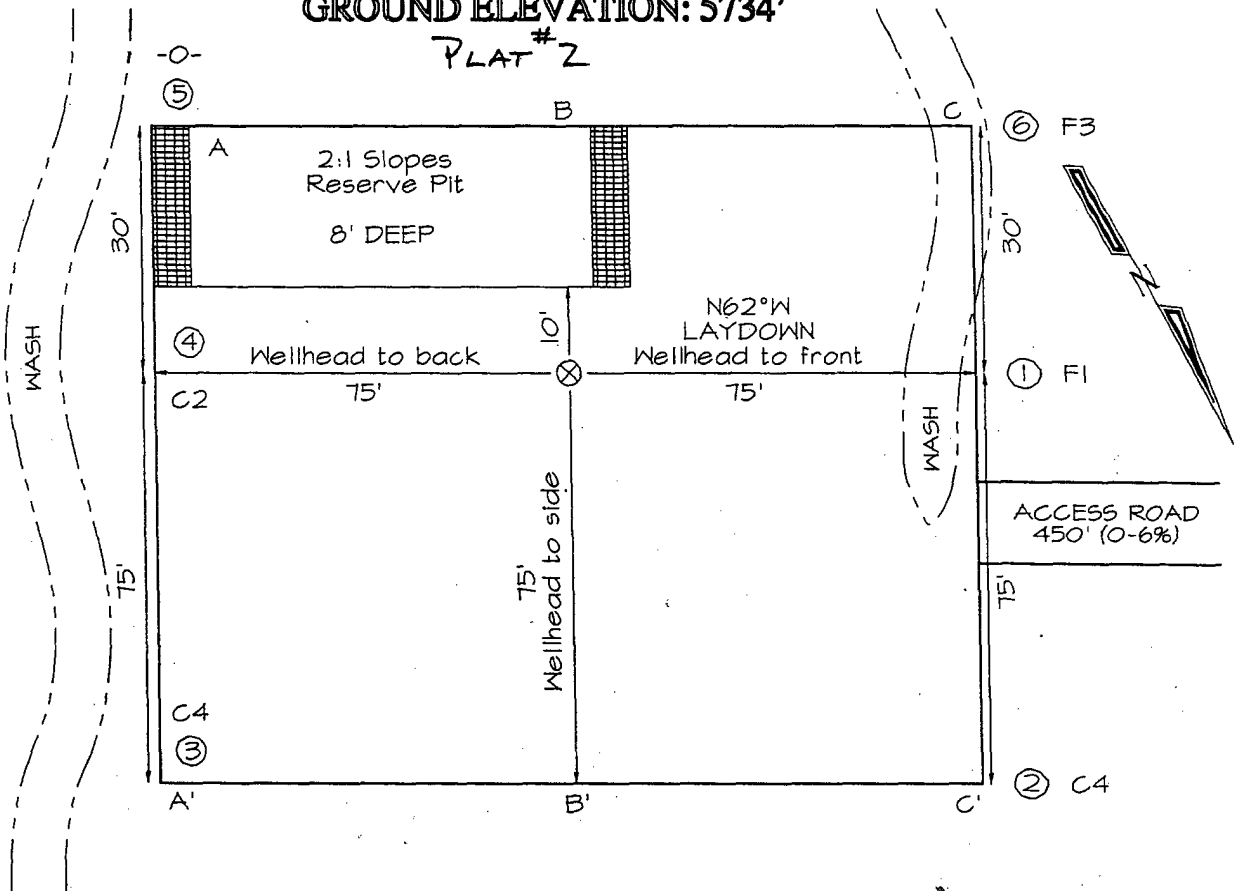 GROUND ELEVATION: 5734'
PLAT #2
-0-
⑤
B
C
⑥ F3
A
2:1 Slopes
Reserve Pit
8' DEEP
30'
30'
N
WASH
④
10'
N62°W
LAYDOWN
Wellhead to back
Wellhead to front
75'
75'
① F1
C2
WASH
Wellhead to side
75'
ACCESS ROAD
450' (0-6%)
75'
75'
C4
③
A'
B'
C'
② C4